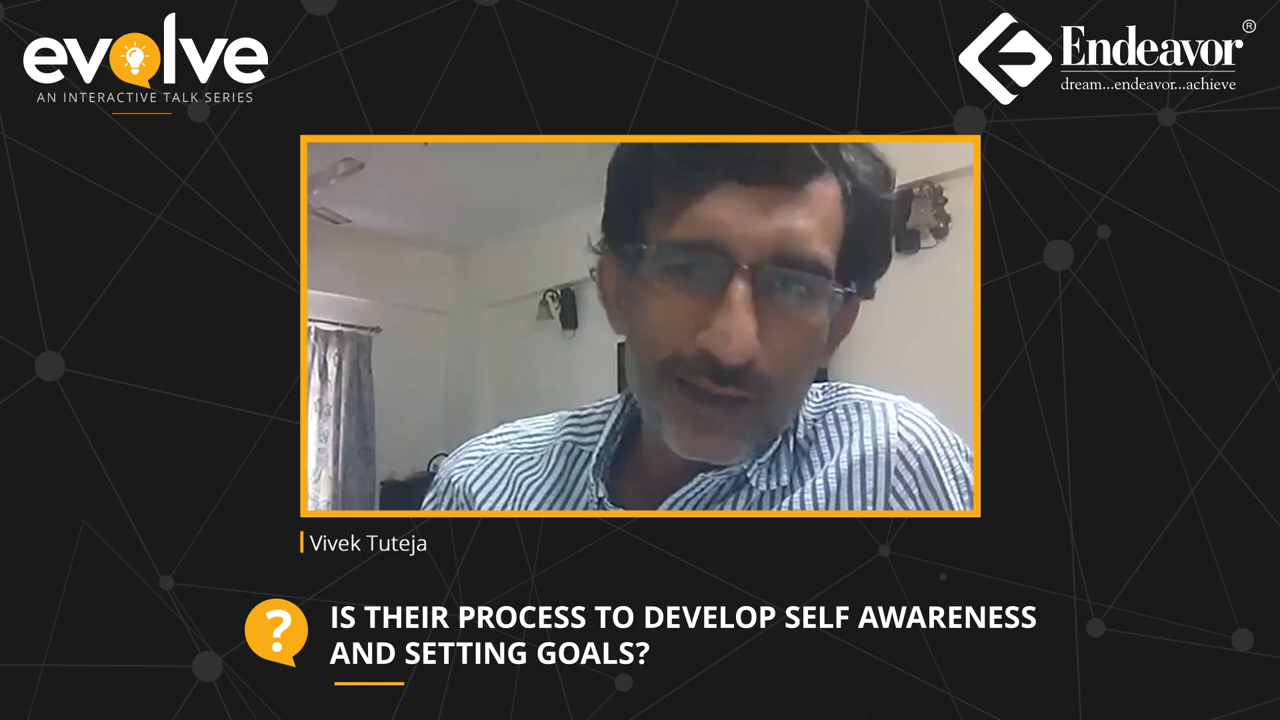 evolve
AN INTERACTIVE TALK SERIES
Endeavor®
dream...endeavor...achieve
Vivek Tuteja
?
IS THEIR PROCESS TO DEVELOP SELF AWARENESS
AND SETTING GOALS?